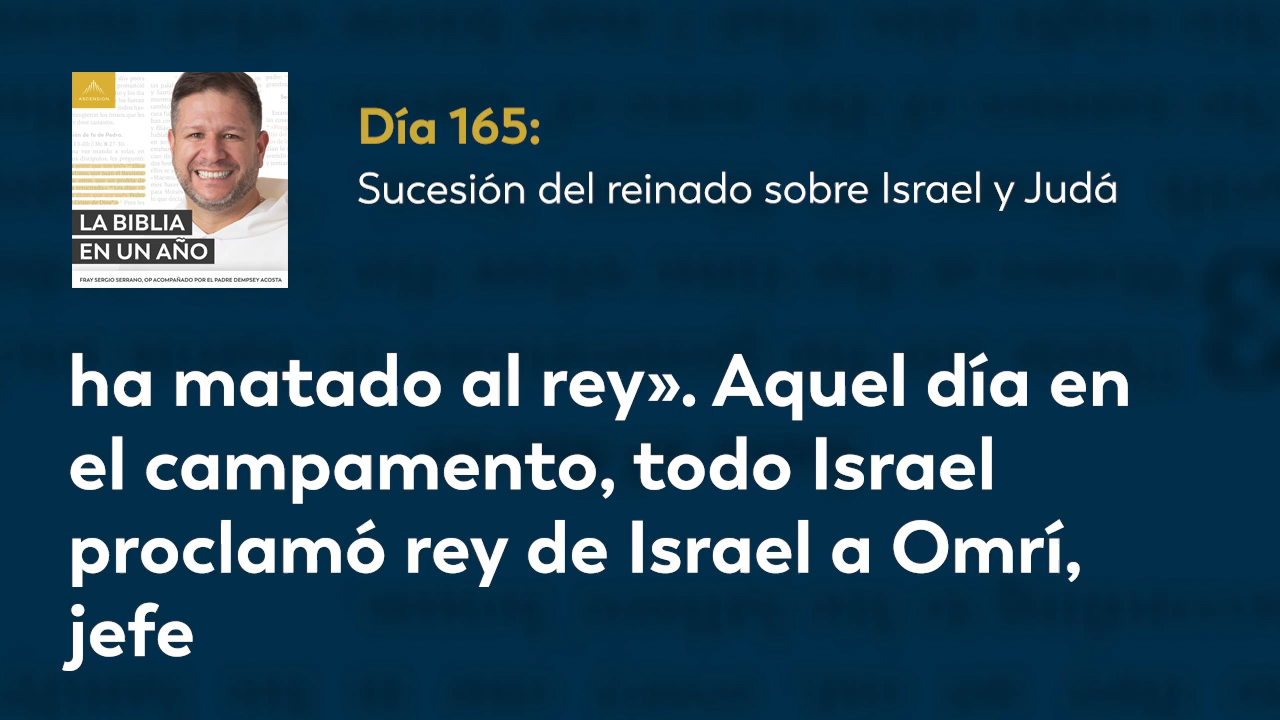 ASCENSION
LA BIBLIA
EN UN AÑO
FRAY SERGIO SERRANO, OP ACOMPAÑADO POR EL PADRE DEMPSEY ACOSTA
Día 165:
Sucesión del reinado sobre Israel y Judá
ha matado al rey». Aquel día en
el campamento, todo Israel
proclamó rey de Israel a Omrí,
jefe